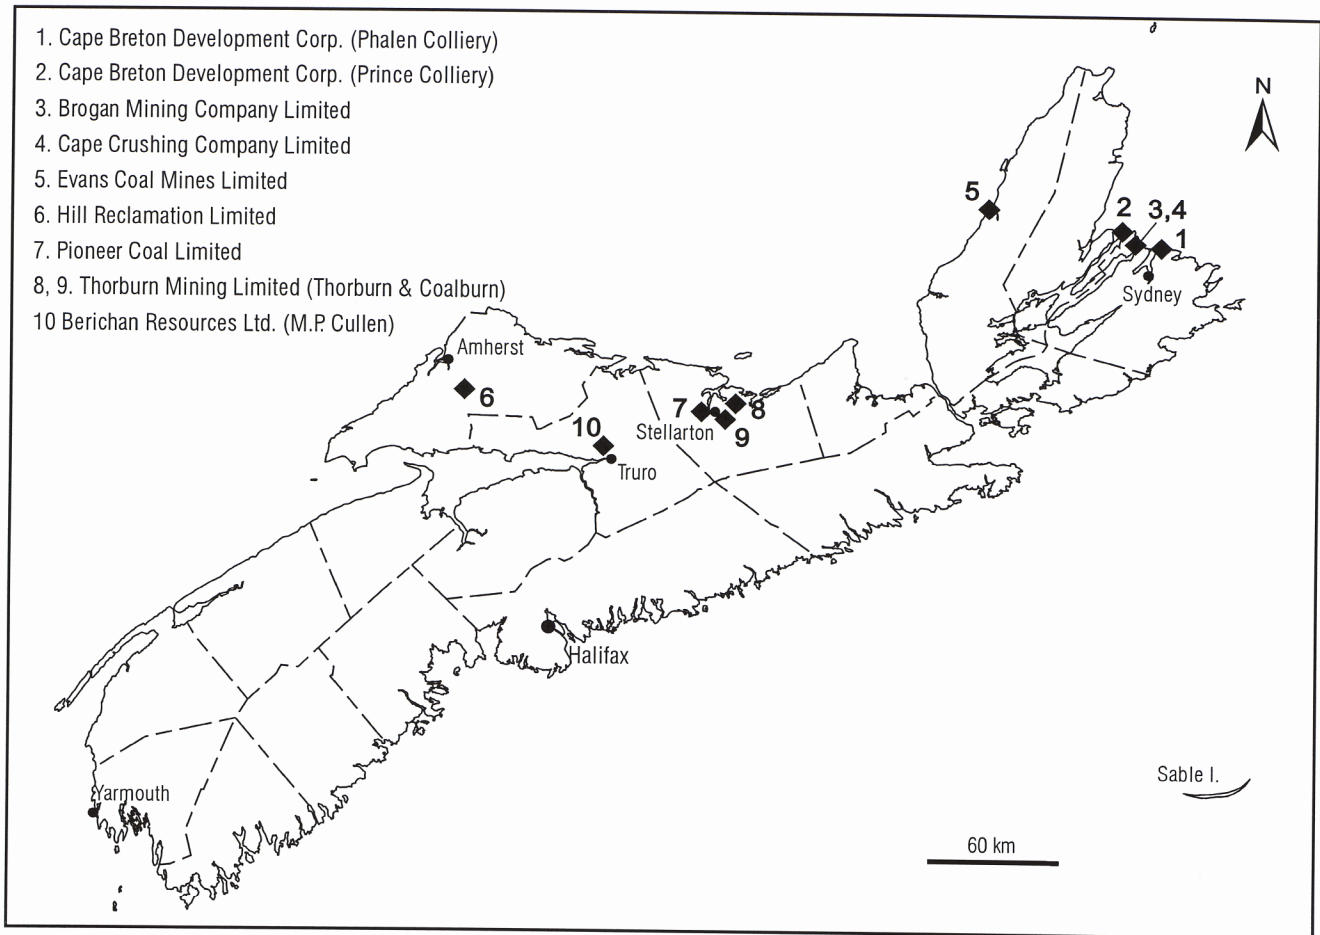 1. Cape Breton Development Corp. (Phalen Colliery)
2. Cape Breton Development Corp. (Prince Colliery)
3. Brogan Mining Company Limited
4. Cape Crushing Company Limited
5. Evans Coal Mines Limited
6. Hill Reclamation Limited
7. Pioneer Coal Limited
8, 9. Thorburn Mining Limited (Thorburn & Coalburn)
10 Berichan Resources Ltd. (M.P. Cullen)
N
5
2
3,4
1
Sydney
Amherst
6
7
8
Stellarton
9
10
Truro
Halifax
Sable I.
Yarmouth
60 km